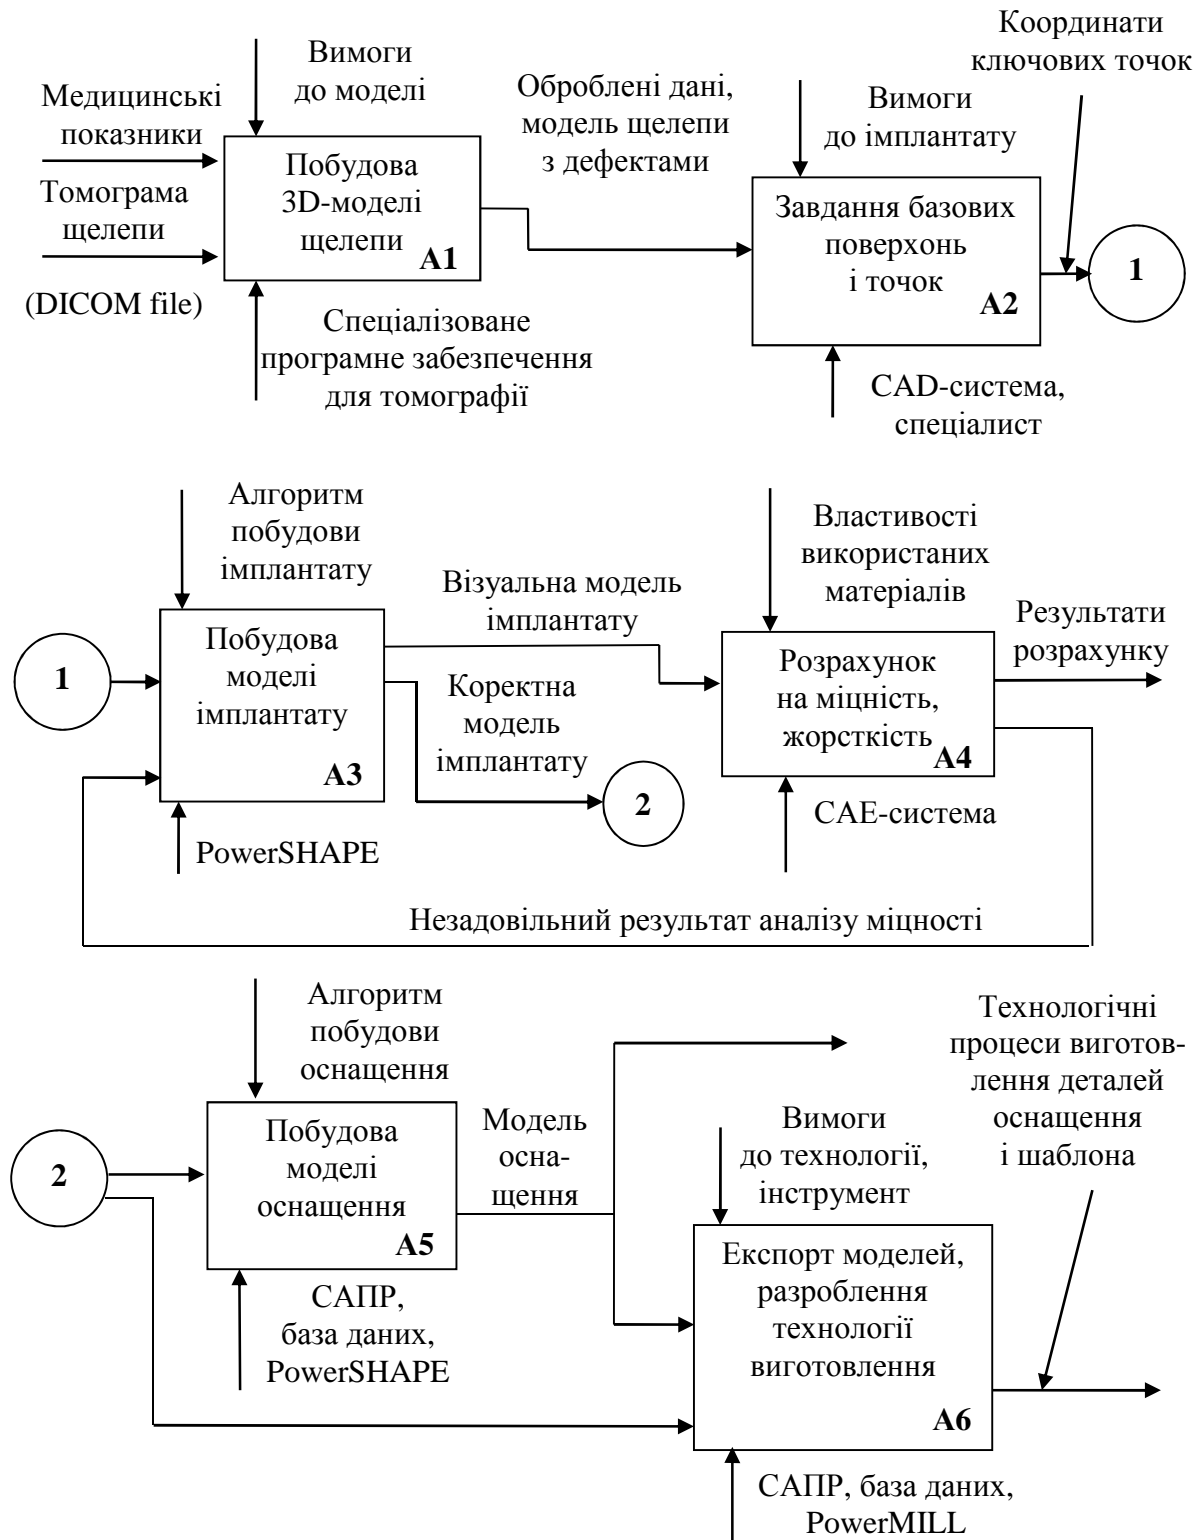 Координати
ключових точок
Вимоги
до моделі
Медицинські
показники
Оброблені дані,
модель щелепи
з дефектами
Вимоги
до імплантату
Томограма
щелепи
(DICOM file)
Побудова
3D-моделі
щелепи
A1
Завдання базових
поверхонь
і точок
A2
1
Спеціалізоване
програмне забезпечення
для томографії
CAD-система,
спеціалист
Алгоритм
побудови
імплантату
Властивості
використаних
матеріалів
Візуальна модель
імплантату
Результати
розрахунку
1
Побудова
моделі
імплантату
A3
Коректна
модель
імплантату
2
Розрахунок
на міцність,
жорсткість
A4
PowerSHAPE
CAE-система
Незадовільний результат аналізу міцності
Алгоритм
побудови
оснащення
Технологічні
процеси виготов-
лення деталей
оснащення
і шаблона
2
Побудова
моделі
оснащення
A5
Модель
осна-
щення
Вимоги
до технології,
інструмент
САПР,
база даних,
PowerSHAPE
Експорт моделей,
разроблення
технології
виготовлення
A6
САПР, база даних,
PowerMILL